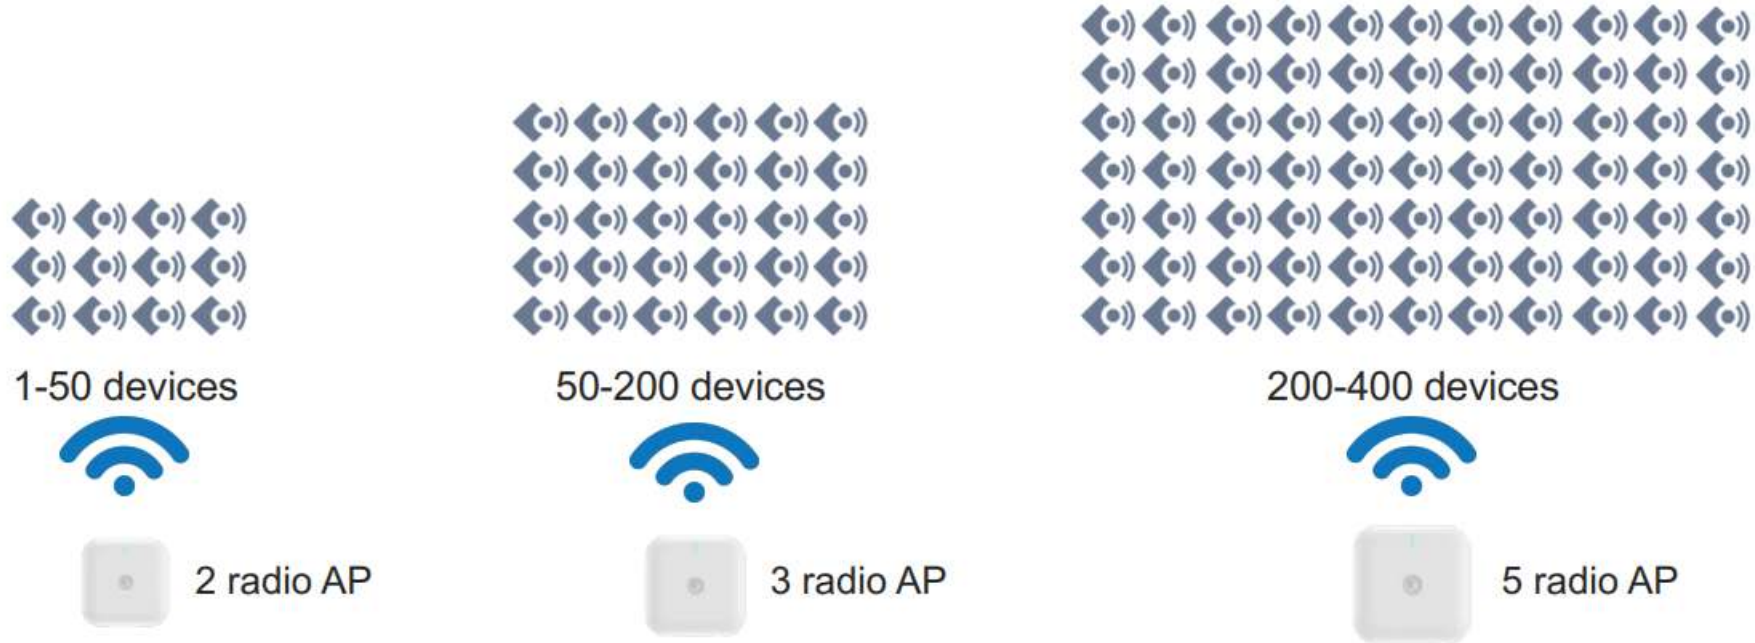 1-50 devices
50-200 devices
200-400 devices
2 radio AP
3 radio AP
5 radio AP